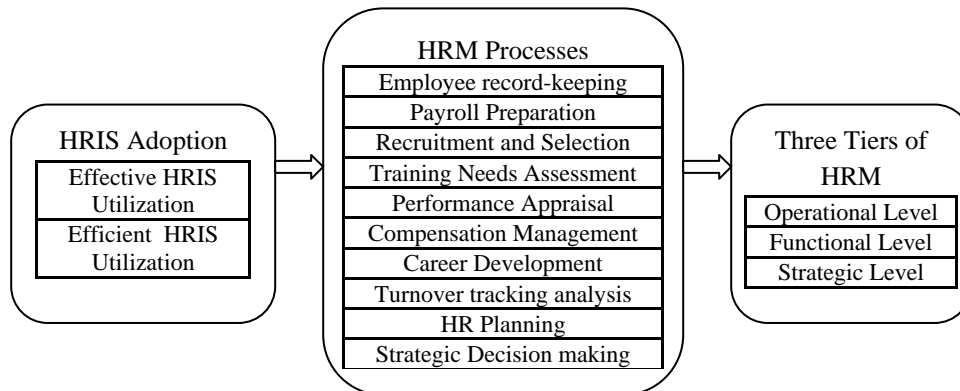 HRIS Adoption
Effective HRIS
Utilization
Efficient HRIS
Utilization
HRM Processes
Employee record-keeping
Payroll Preparation
Recruitment and Selection
Training Needs Assessment
Performance Appraisal
Compensation Management
Career Development
Turnover tracking analysis
HR Planning
Strategic Decision making
Three Tiers of
HRM
Operational Level
Functional Level
Strategic Level